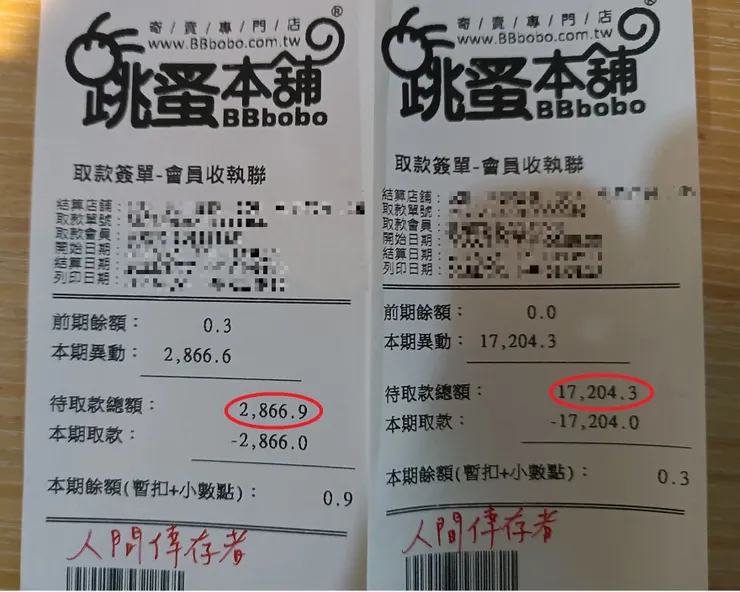 奇/賣/專/門/店
www.BBbobo.com.tw
跳蚤本舖®
BBbobo
取款簽單-會員收執聯
結算店鋪：
取款單號：
取款會員：
開始日期：
結算日期：
列印日期：
前期餘額： 0.3
本期異動： 2,866.6
待取款總額： 2,866.9
本期取款： -2,866.0
本期餘額(暫扣+小數點)： 0.9
人間倖存者
奇/賣/專/門/店
www.BBbobo.com.tw
跳蚤本舖®
BBbobo
取款簽單-會員收執聯
結算店鋪：
取款單號：
取款會員：
開始日期：
結算日期：
列印日期：
前期餘額： 0.0
本期異動： 17,204.3
待取款總額： 17,204.3
本期取款： -17,204.0
本期餘額(暫扣+小數點)： 0.3
人間倖存者